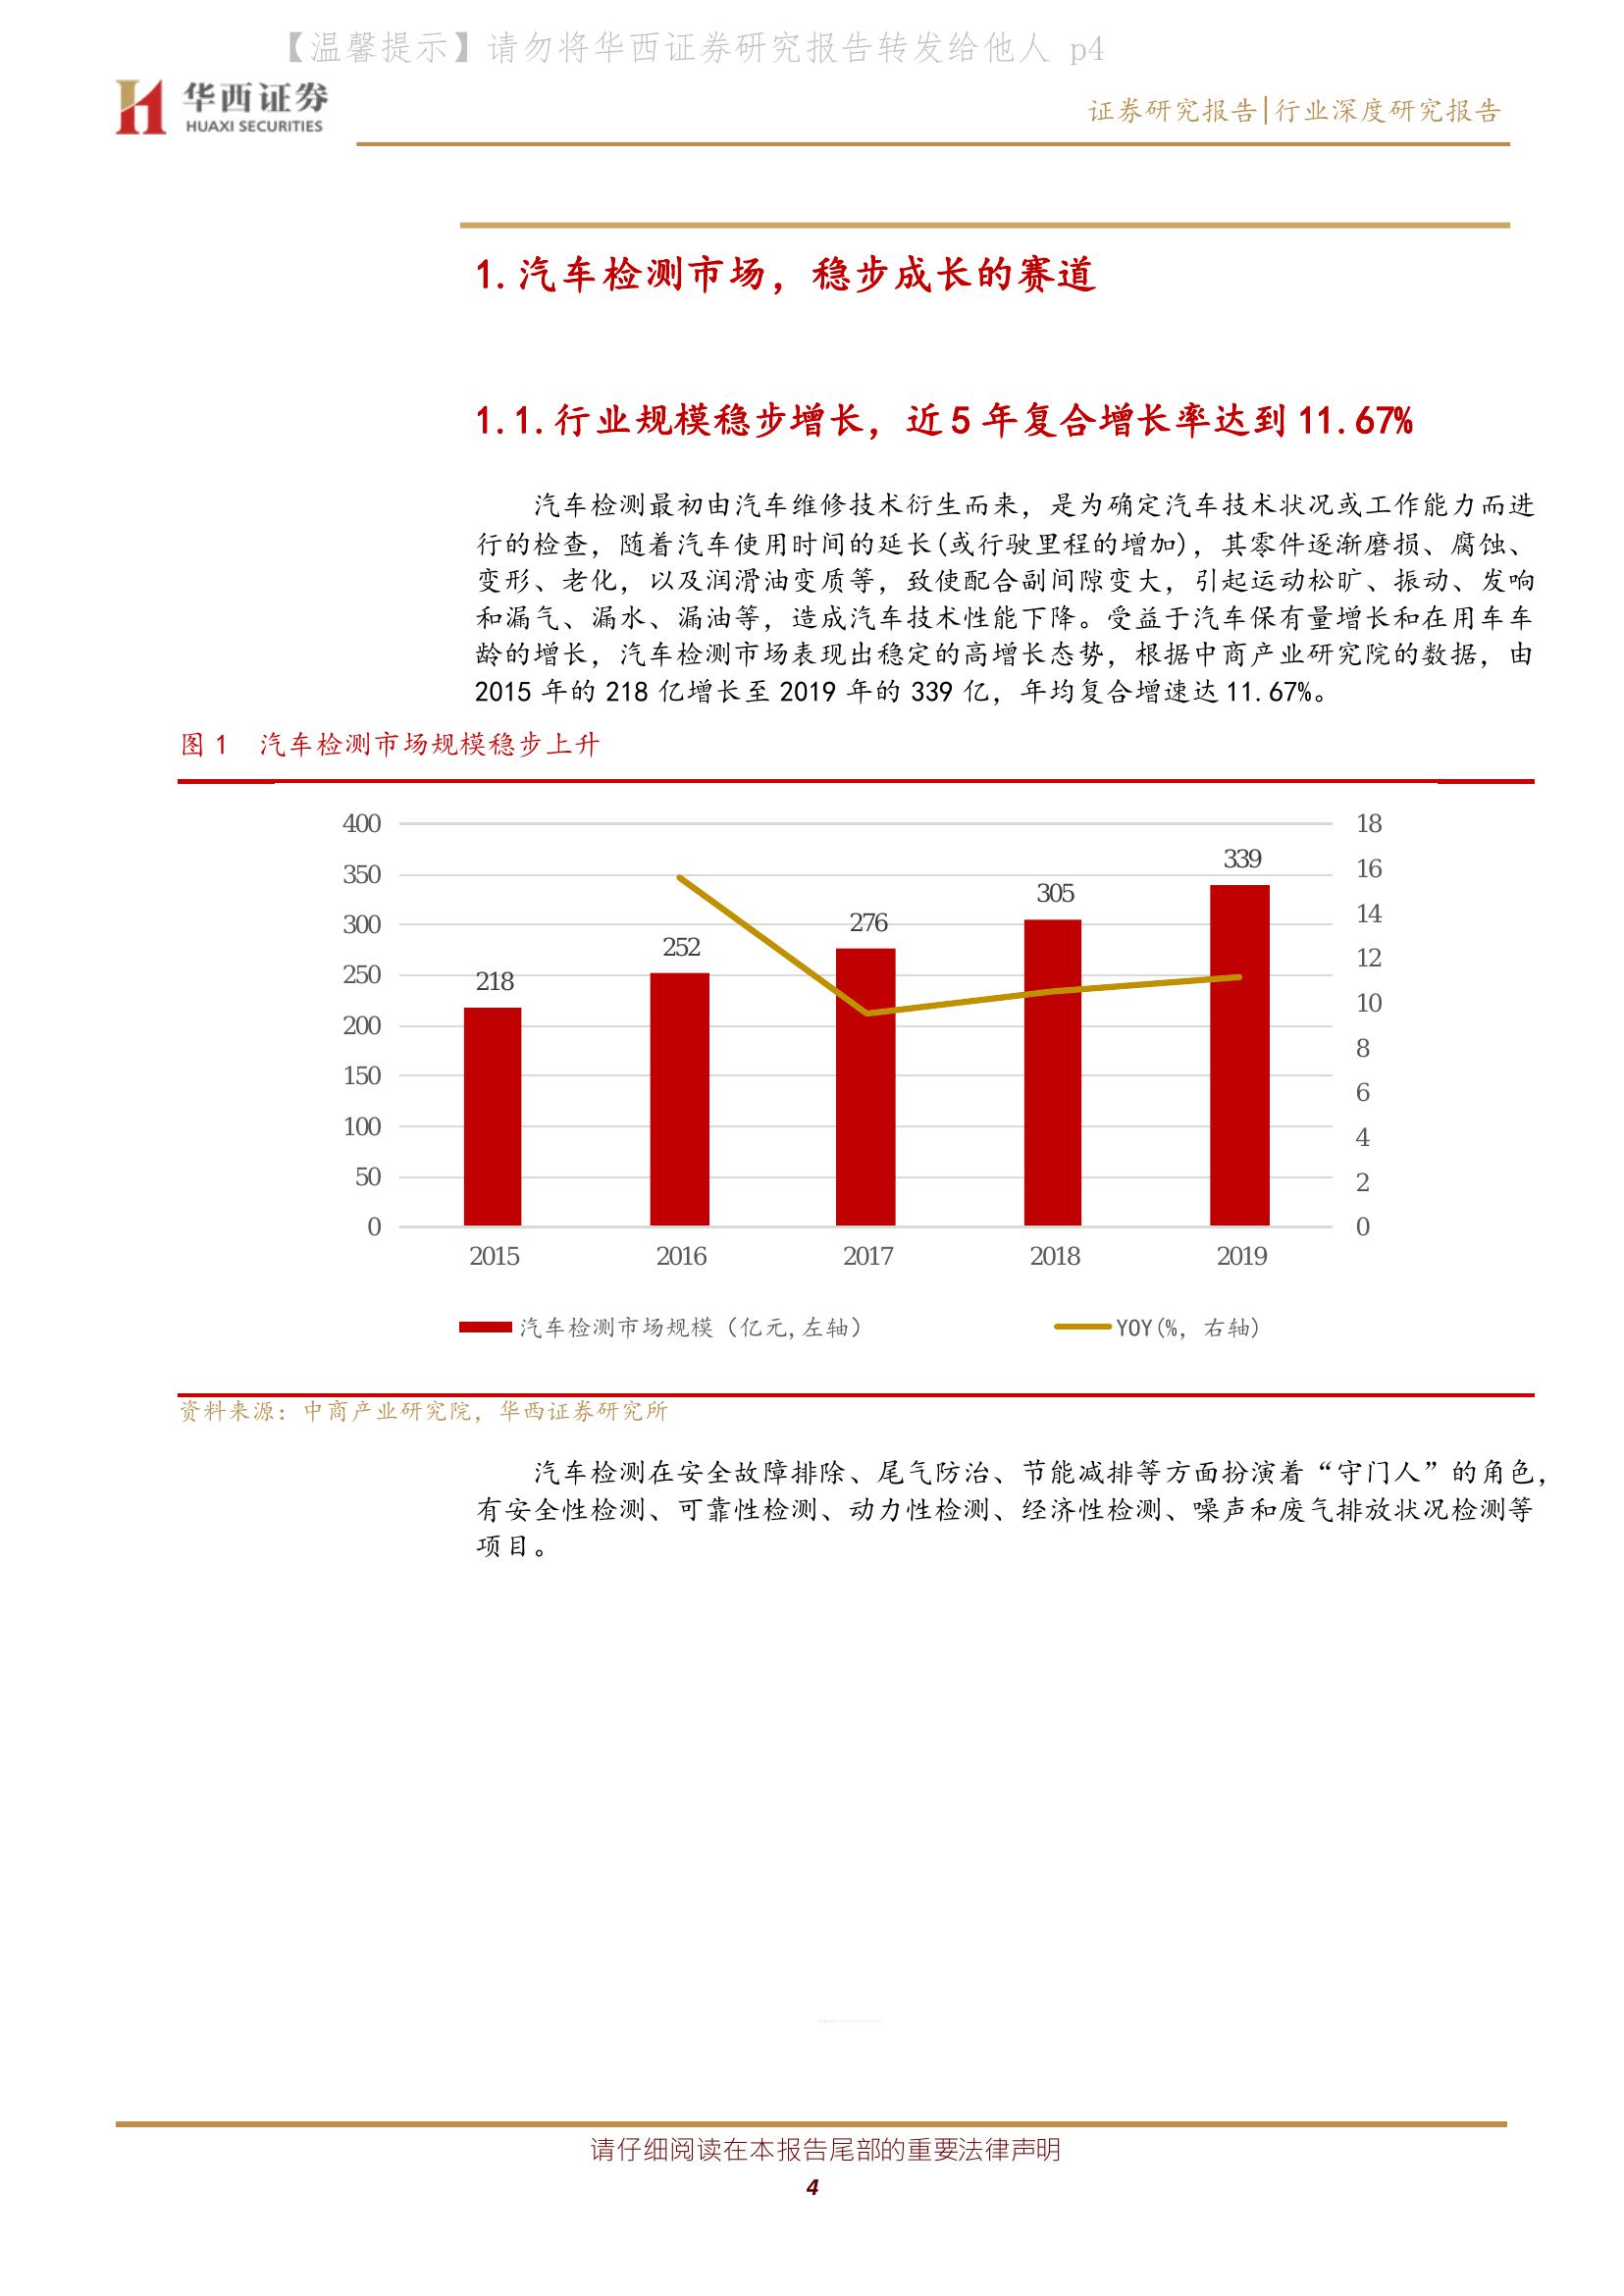 【温馨提示】请勿将华西证券研究报告转发给他人 p4
华西证券
HUAXI SECURITIES
证券研究报告|行业深度研究报告
1.汽车检测市场，稳步成长的赛道
1.1.行业规模稳步增长，近5年复合增长率达到11.67%
汽车检测最初由汽车维修技术衍生而来，是为确定汽车技术状况或工作能力而进
行的检查，随着汽车使用时间的延长(或行驶里程的增加)，其零件逐渐磨损、腐蚀、
变形、老化，以及润滑油变质等，致使配合副间隙变大，引起运动松旷、振动、发响
和漏气、漏水、漏油等，造成汽车技术性能下降。受益于汽车保有量增长和在用车车
龄的增长，汽车检测市场表现出稳定的高增长态势，根据中商产业研究院的数据，由
2015 年的 218 亿增长至 2019 年的 339 亿，年均复合增速达 11.67%。
图 1 汽车检测市场规模稳步上升
400
350
300
250
200
150
100
50
0
218
252
276
305
339
18
16
14
12
10
8
6
4
2
0
2015 2016 2017 2018 2019
汽车检测市场规模（亿元,左轴） YOY(%，右轴)
资料来源：中商产业研究院，华西证券研究所
汽车检测在安全故障排除、尾气防治、节能减排等方面扮演着“守门人”的角色，
有安全性检测、可靠性检测、动力性检测、经济性检测、噪声和废气排放状况检测等
项目。
请仔细阅读在本报告尾部的重要法律声明
4